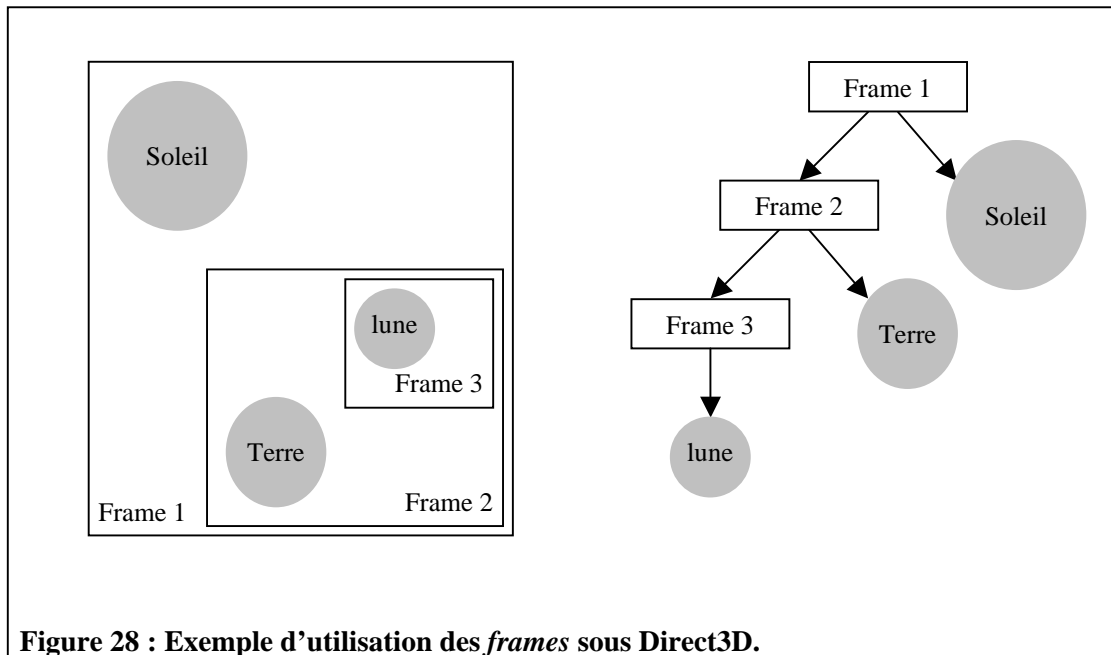 Soleil
lune
Frame 3
Terre
Frame 2
Frame 1
Frame 1
Frame 2
Soleil
Frame 3
Terre
lune
Figure 28 : Exemple d’utilisation des frames sous Direct3D.